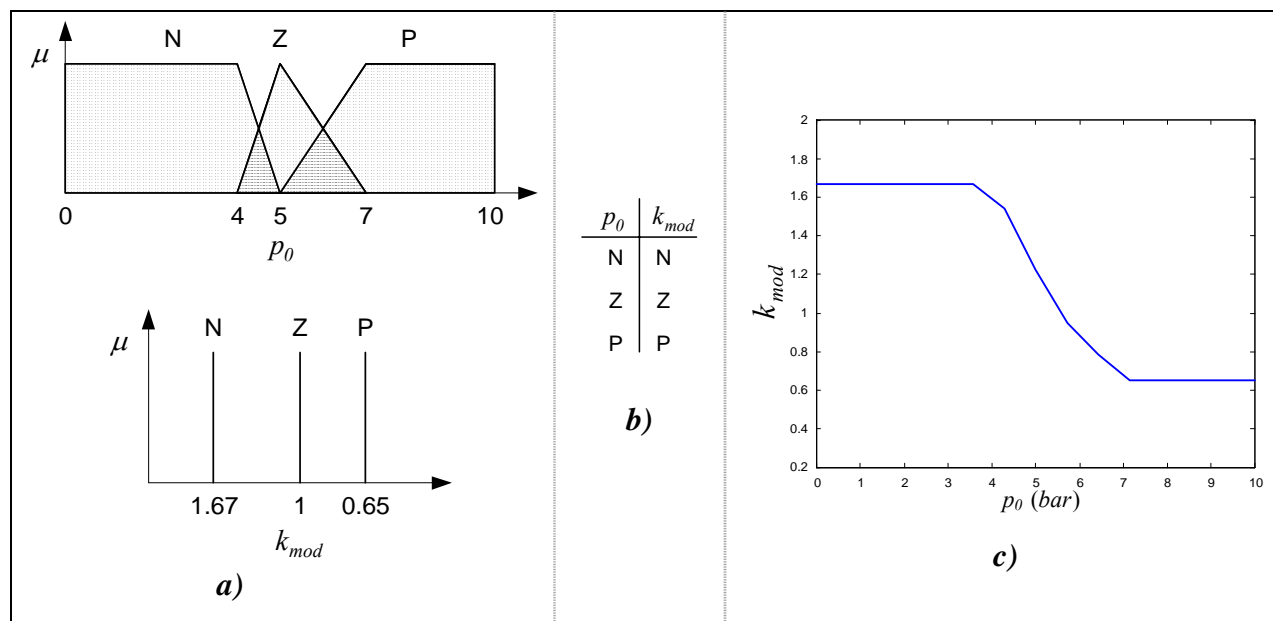 N Z P
μ
0 4 5 7 10
p0
N Z P
μ
1.67 1 0.65
kmod
a)
p0 kmod
N N
Z Z
P P
b)
2
1.8
1.6
1.4
1.2
1
0.8
0.6
0.4
0.2
kmod
0 1 2 3 4 5 6 7 8 9 10
p0 (bar)
c)